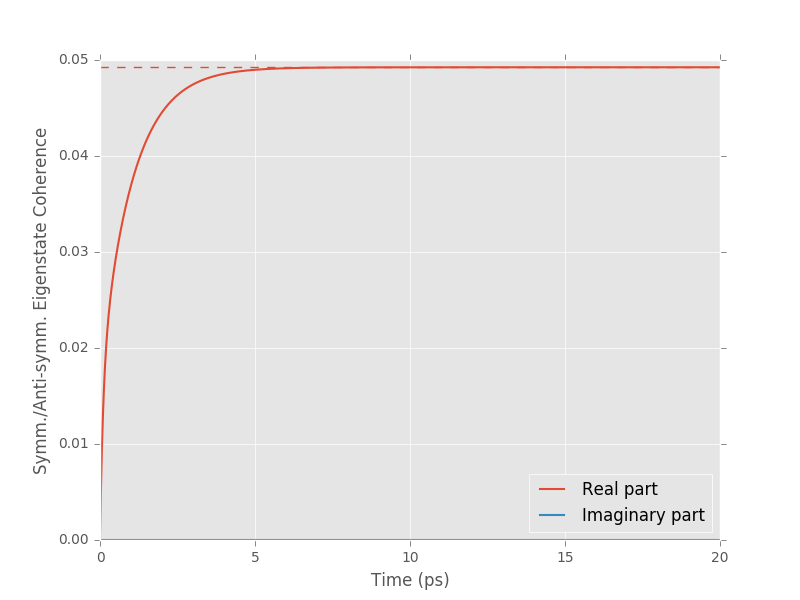 0.05
0.04
0.03
0.02
0.01
0.00
Symm./Anti-symm. Eigenstate Coherence
Real part
Imaginary part
0
5
10
15
20
Time (ps)